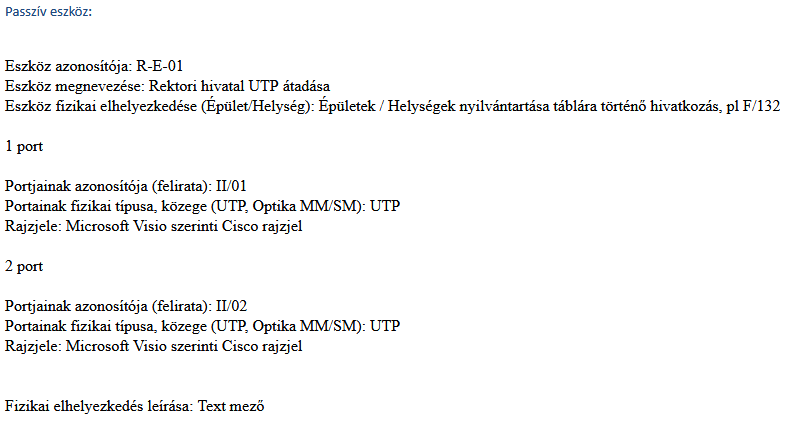 Passzív eszköz:
Eszköz azonosítója: R-E-01
Eszköz megnevezése: Rektori hivatal UTP átadása
Eszköz fizikai elhelyezkedése (Épület/Helység): Épületek / Helységek nyilvántartása táblára történő hivatkozás, pl F/132
1 port
Portjainak azonosítója (felirata): II/01
Portainak fizikai típusa, közege (UTP, Optika MM/SM): UTP
Rajzjele: Microsoft Visio szerinti Cisco rajzjel
2 port
Portjainak azonosítója (felirata): II/02
Portainak fizikai típusa, közege (UTP, Optika MM/SM): UTP
Rajzjele: Microsoft Visio szerinti Cisco rajzjel
Fizikai elhelyezkedés leírása: Text mező